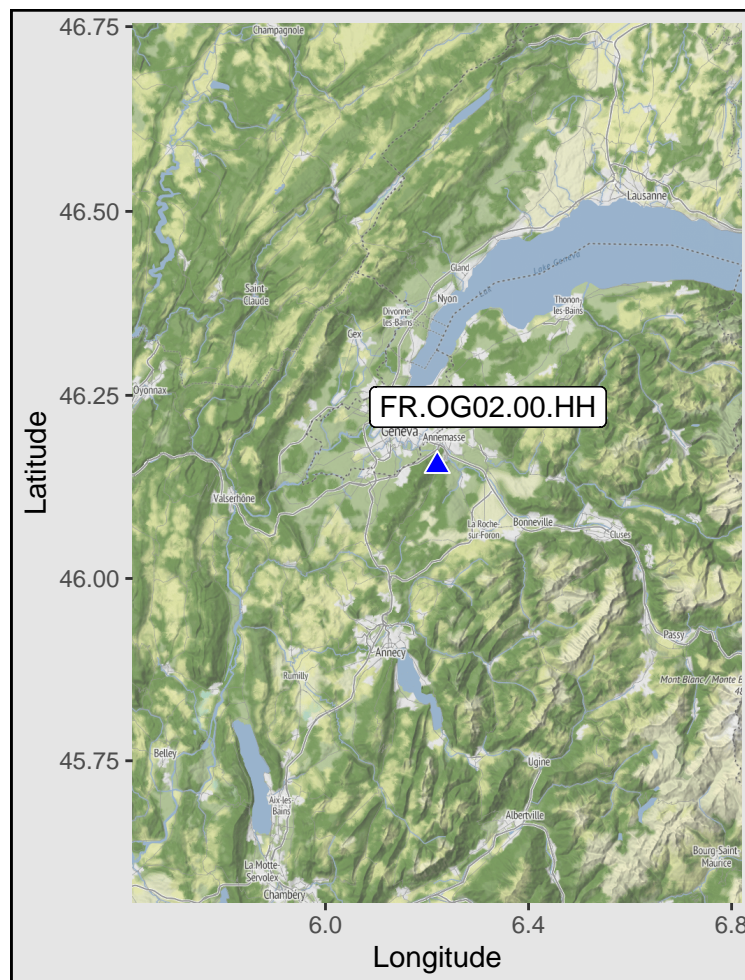 46.75
Champagnole
46.50
Lausanne
Lake Geneva
Gland
Saint-
Claude
Nyon
Thonon
les-Bains
Divonne
les-Bains
Gex
46.25
Oyonnax
FR.OG02.00.HH
Geneva
Annemasse
Latitude
Valserhône
La Roche-
sur-Foron
Bonneville
Cluses
46.00
Passy
Annecy
Rumilly
Mont Blanc / Monte
45.75
Belley
Ugine
Aix-les
Bains
Albertville
La Motte-
Servolex
Chambéry
Bourg-Saint-
Maurice
6.0
6.4
6.8
Longitude